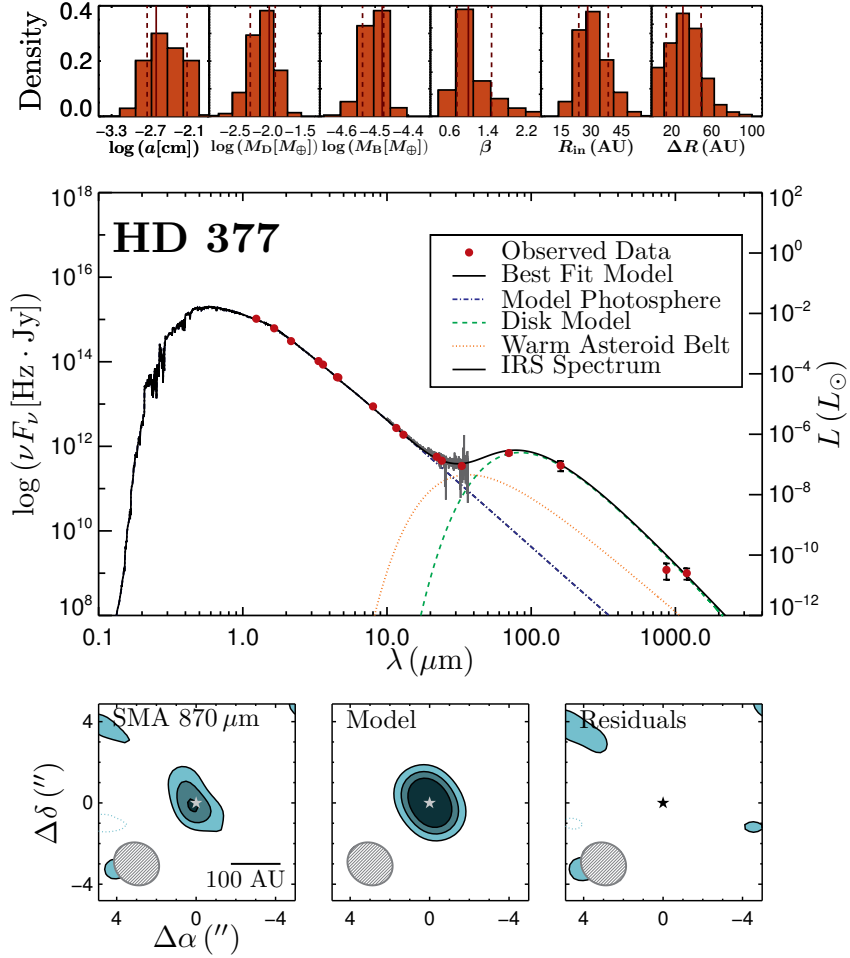 0.4
0.2
0.0
Density
−3.3 −2.7 −2.1
log (a[cm])
−2.5 −2.0 −1.5
log (M_D[M_⊕])
−4.6 −4.5 −4.4
log (M_B[M_⊕])
0.6 1.4 2.2
β
15 30 45
R_in (AU)
20 60 100
ΔR (AU)
HD 377
Observed Data
Best Fit Model
Model Photosphere
Disk Model
Warm Asteroid Belt
IRS Spectrum
10^18
10^16
10^14
10^12
10^10
10^8
log (νF_ν [Hz · Jy])
10^2
10^0
10^−2
10^−4
10^−6
10^−8
10^−10
10^−12
L (L_⊙)
0.1 1.0 10.0 100.0 1000.0
λ (μm)
SMA 870 μm
100 AU
Model
Residuals
4
0
−4
Δδ (″)
4 0 −4
4 0 −4
4 0 −4
Δα (″)